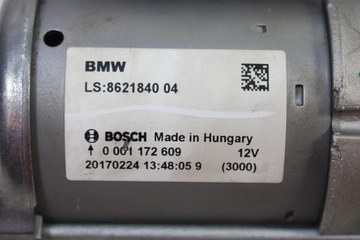 BMW
LS:8621840 04
BOSCH Made in Hungary
↑ 0 001 172 609 12V
20170224 13:48:05 9 (3000)